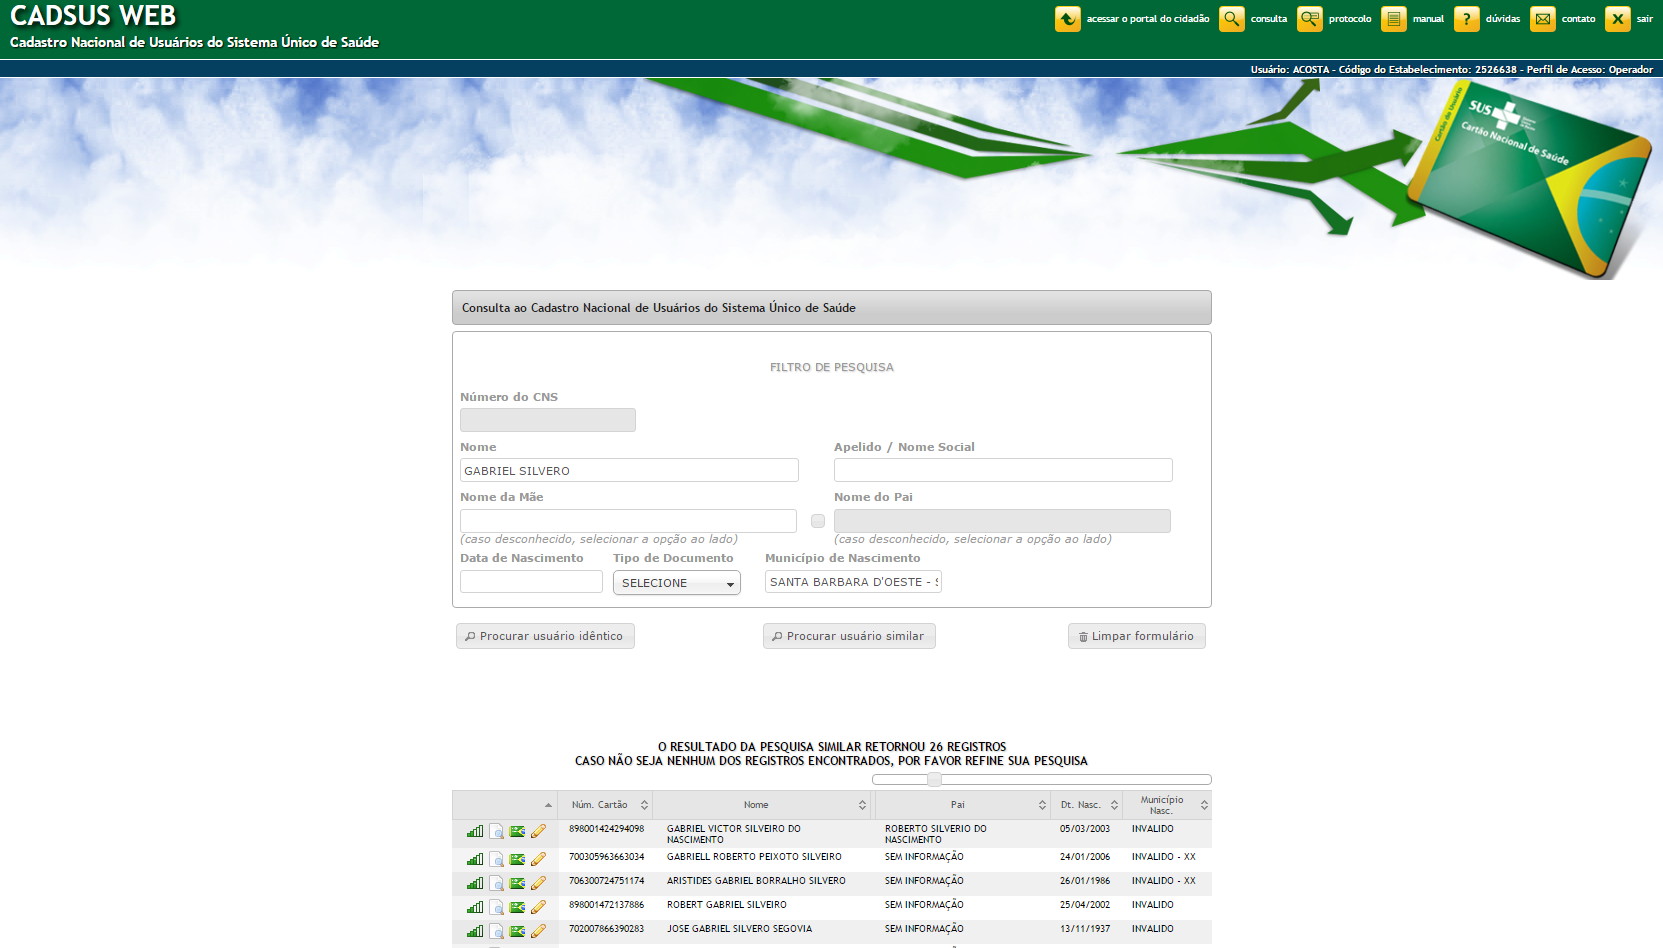 CADSUS WEB
Cadastro Nacional de Usuários do Sistema Único de Saúde
acessar o portal do cidadão
consulta
protocolo
manual
dúvidas
contato
sair
Usuário: ACOSTA - Código do Estabelecimento: 2526638 - Perfil de Acesso: Operador
Cartão do Usuário
SUS
Cartão Nacional de Saúde
Consulta ao Cadastro Nacional de Usuários do Sistema Único de Saúde
FILTRO DE PESQUISA
Número do CNS
Nome
Apelido / Nome Social
GABRIEL SILVERO
Nome da Mãe
Nome do Pai
(caso desconhecido, selecionar a opção ao lado)
(caso desconhecido, selecionar a opção ao lado)
Data de Nascimento
Tipo de Documento
Município de Nascimento
SELECIONE
SANTA BARBARA D'OESTE - S
Procurar usuário idêntico
Procurar usuário similar
Limpar formulário
O RESULTADO DA PESQUISA SIMILAR RETORNOU 26 REGISTROS
CASO NÃO SEJA NENHUM DOS REGISTROS ENCONTRADOS, POR FAVOR REFINE SUA PESQUISA
Núm. Cartão Nome Pai Dt. Nasc. Município
Nasc.
898001424294098 GABRIEL VICTOR SILVEIRO DO ROBERTO SILVERIO DO 05/03/2003 INVALIDO
NASCIMENTO NASCIMENTO
700305963663034 GABRIELL ROBERTO PEIXOTO SILVEIRO SEM INFORMAÇÃO 24/01/2006 INVALIDO - XX
706300724751174 ARISTIDES GABRIEL BORRALHO SILVERO SEM INFORMAÇÃO 26/01/1986 INVALIDO - XX
898001472137886 ROBERT GABRIEL SILVEIRO SEM INFORMAÇÃO 25/04/2002 INVALIDO
702007866390283 JOSE GABRIEL SILVERO SEGOVIA SEM INFORMAÇÃO 13/11/1937 INVALIDO